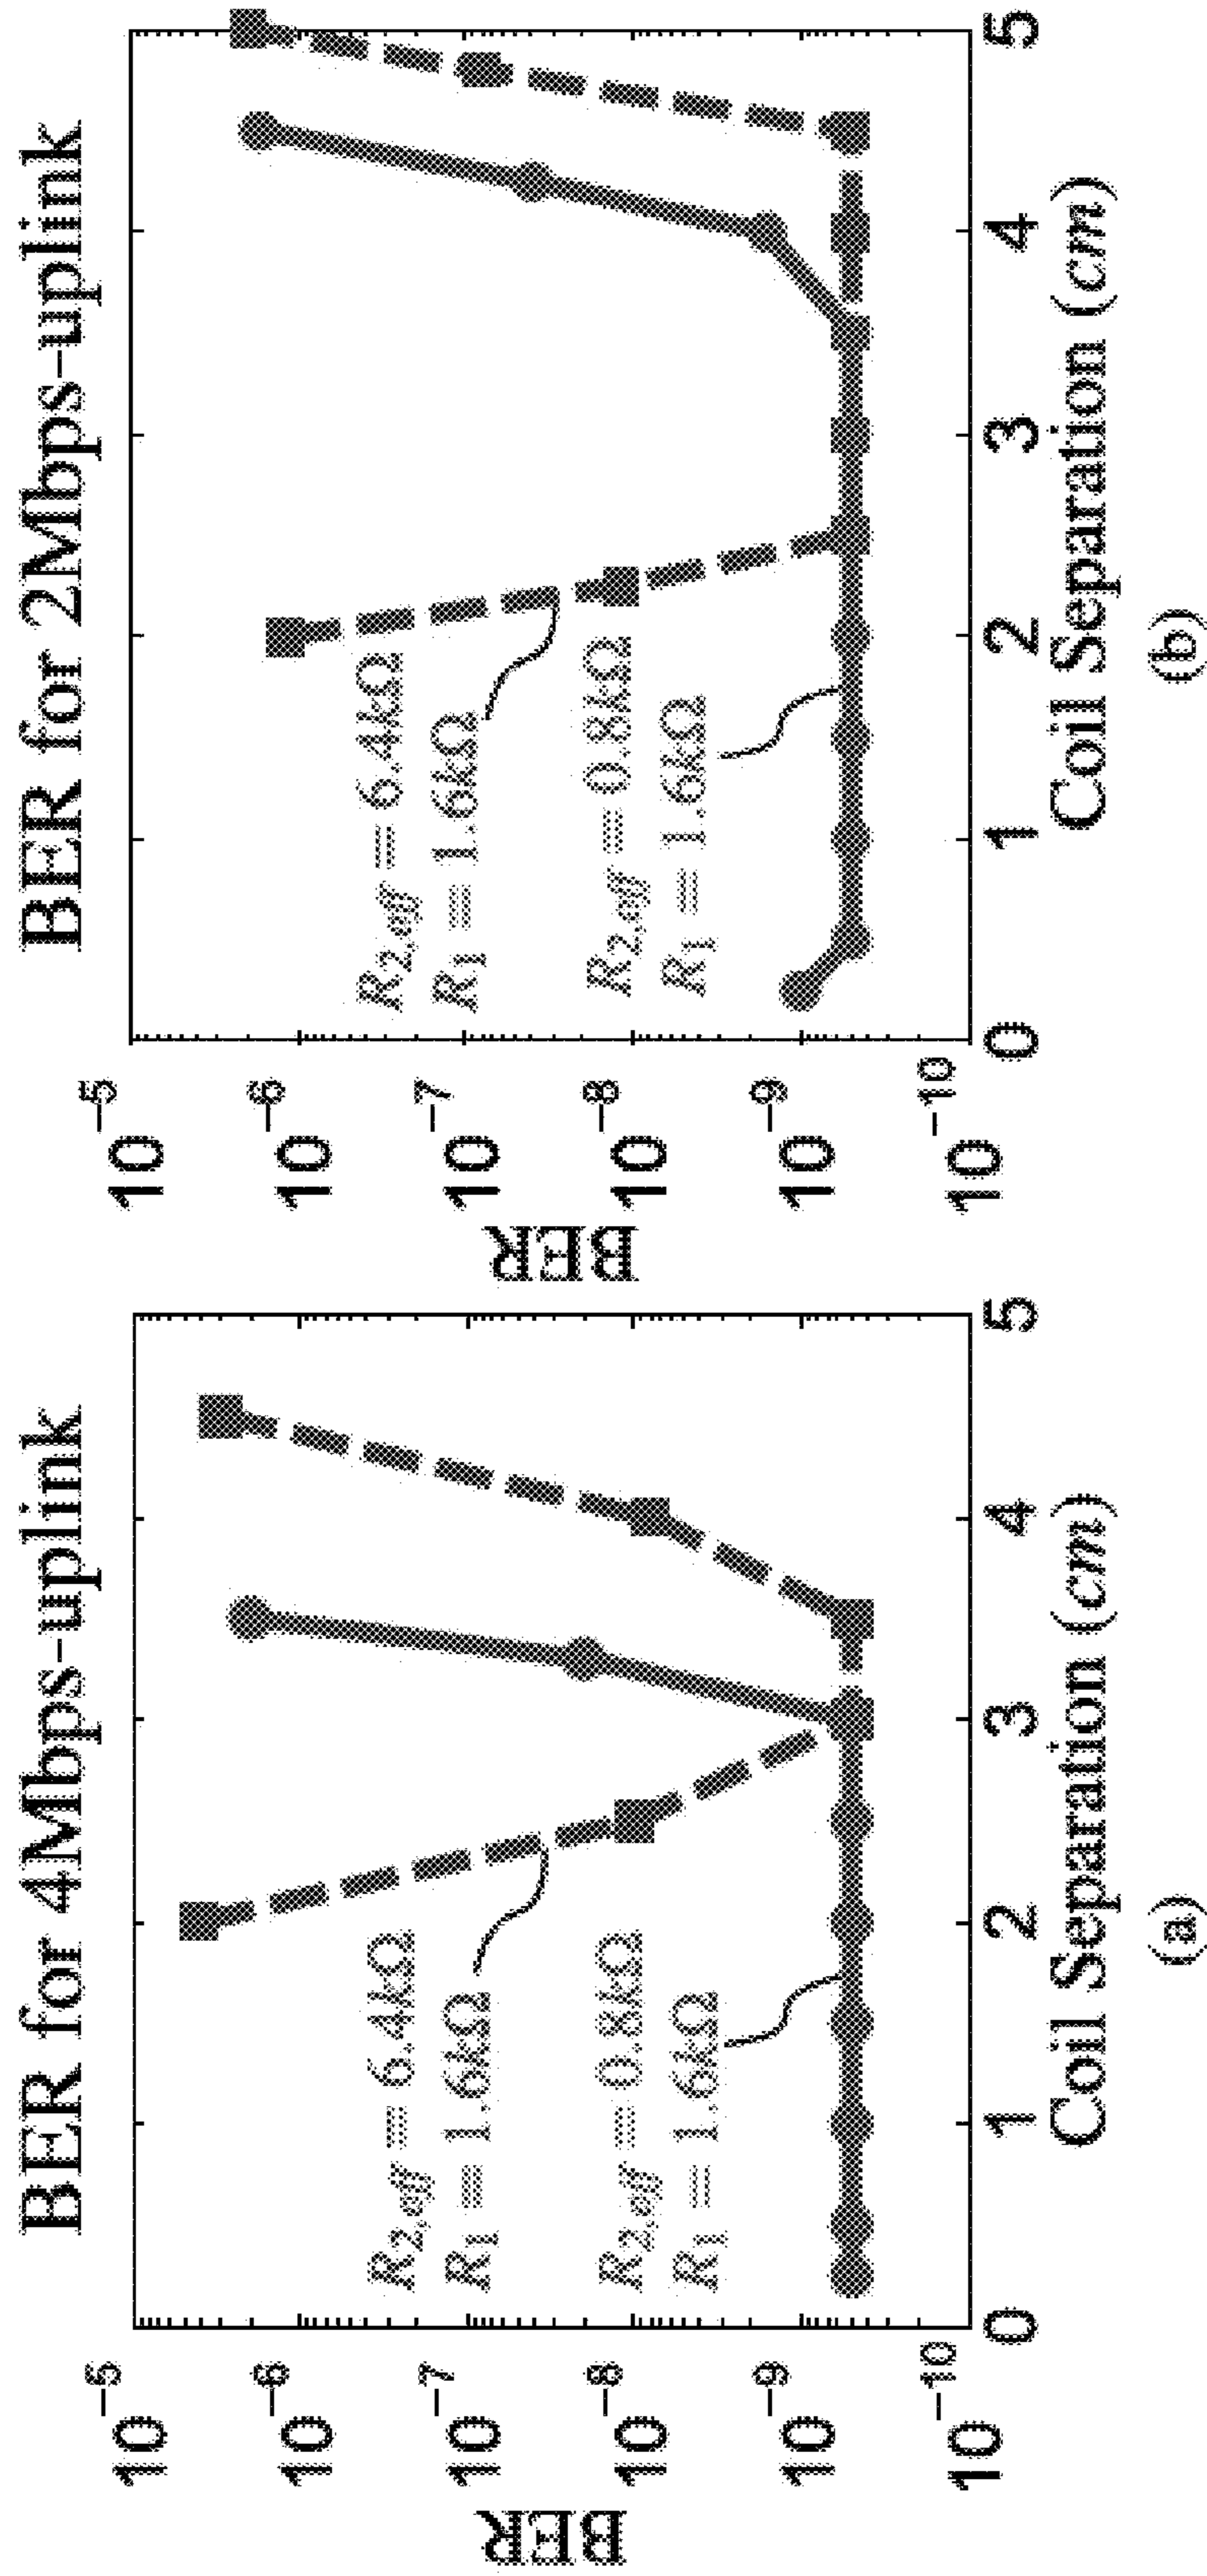 BER for 4Mbps-uplink
BER
10⁻⁵
10⁻⁶
10⁻⁷
10⁻⁸
10⁻⁹
10⁻¹⁰
R₂,eff = 6.4kΩ
R₁ = 1.6kΩ
R₂,eff = 0.8kΩ
R₁ = 1.6kΩ
0 1 2 3 4 5
Coil Separation (cm)
(a)
BER for 2Mbps-uplink
BER
10⁻⁵
10⁻⁶
10⁻⁷
10⁻⁸
10⁻⁹
10⁻¹⁰
R₂,eff = 6.4kΩ
R₁ = 1.6kΩ
R₂,eff = 0.8kΩ
R₁ = 1.6kΩ
0 1 2 3 4 5
Coil Separation (cm)
(b)